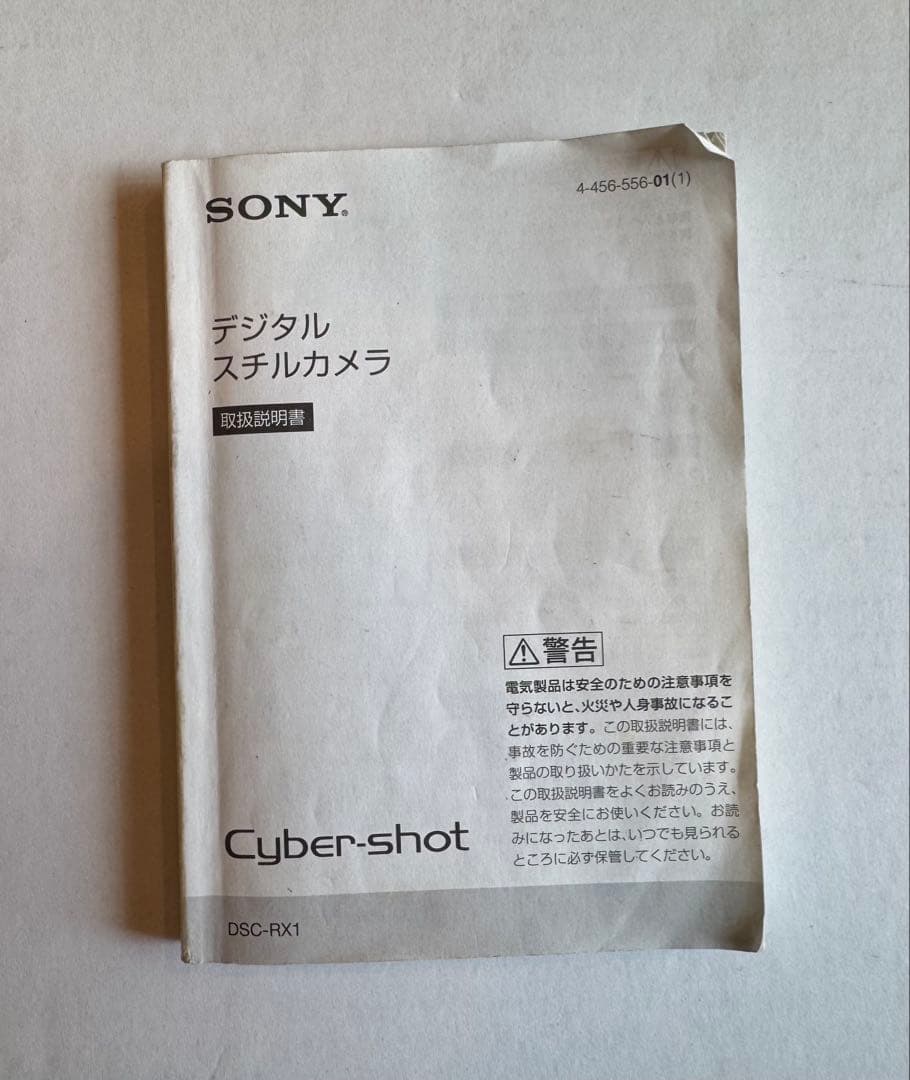 SONY®
4-456-556-01(1)
デジタル
スチルカメラ
取扱説明書
⚠警告
電気製品は安全のための注意事項を
守らないと、火災や人身事故になるこ
とがあります。この取扱説明書には、
事故を防ぐための重要な注意事項と
製品の取り扱いかたを示しています。
この取扱説明書をよくお読みのうえ、
製品を安全にお使いください。お読
みになったあとは、いつでも見られる
ところに必ず保管してください。
Cyber-shot
DSC-RX1